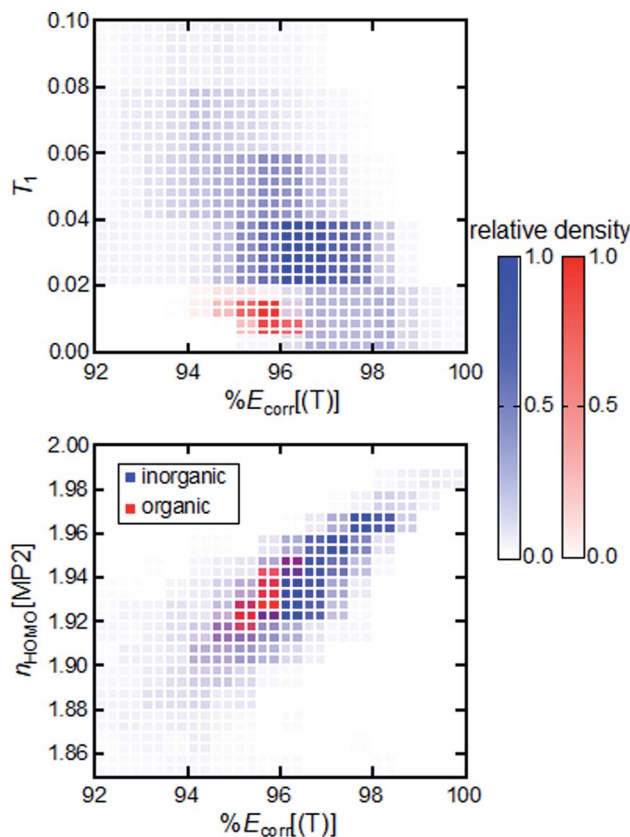 0.10
0.08
0.06
0.04
0.02
0.00
T1
92 94 96 98 100
%Ecorr[(T)]
relative density
1.0 1.0
0.5 0.5
0.0 0.0
2.00
1.98
1.96
1.94
1.92
1.90
1.88
1.86
nHOMO[MP2]
inorganic
organic
92 94 96 98 100
%Ecorr[(T)]